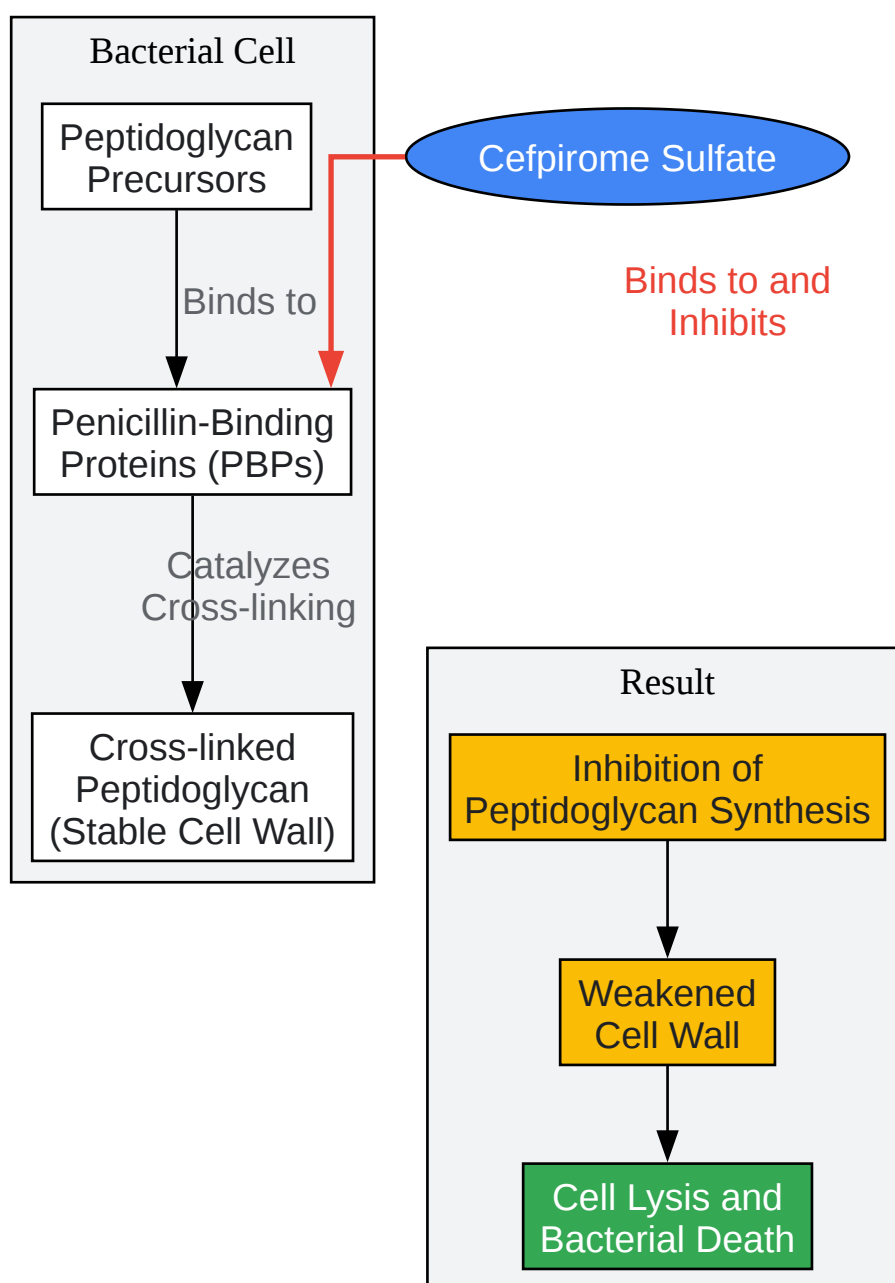 Bacterial Cell
Peptidoglycan
Precursors
Cefpirome Sulfate
Binds to
Binds to and
Inhibits
Penicillin-Binding
Proteins (PBPs)
Catalyzes
Cross-linking
Cross-linked
Peptidoglycan
(Stable Cell Wall)
Result
Inhibition of
Peptidoglycan Synthesis
Weakened
Cell Wall
Cell Lysis and
Bacterial Death